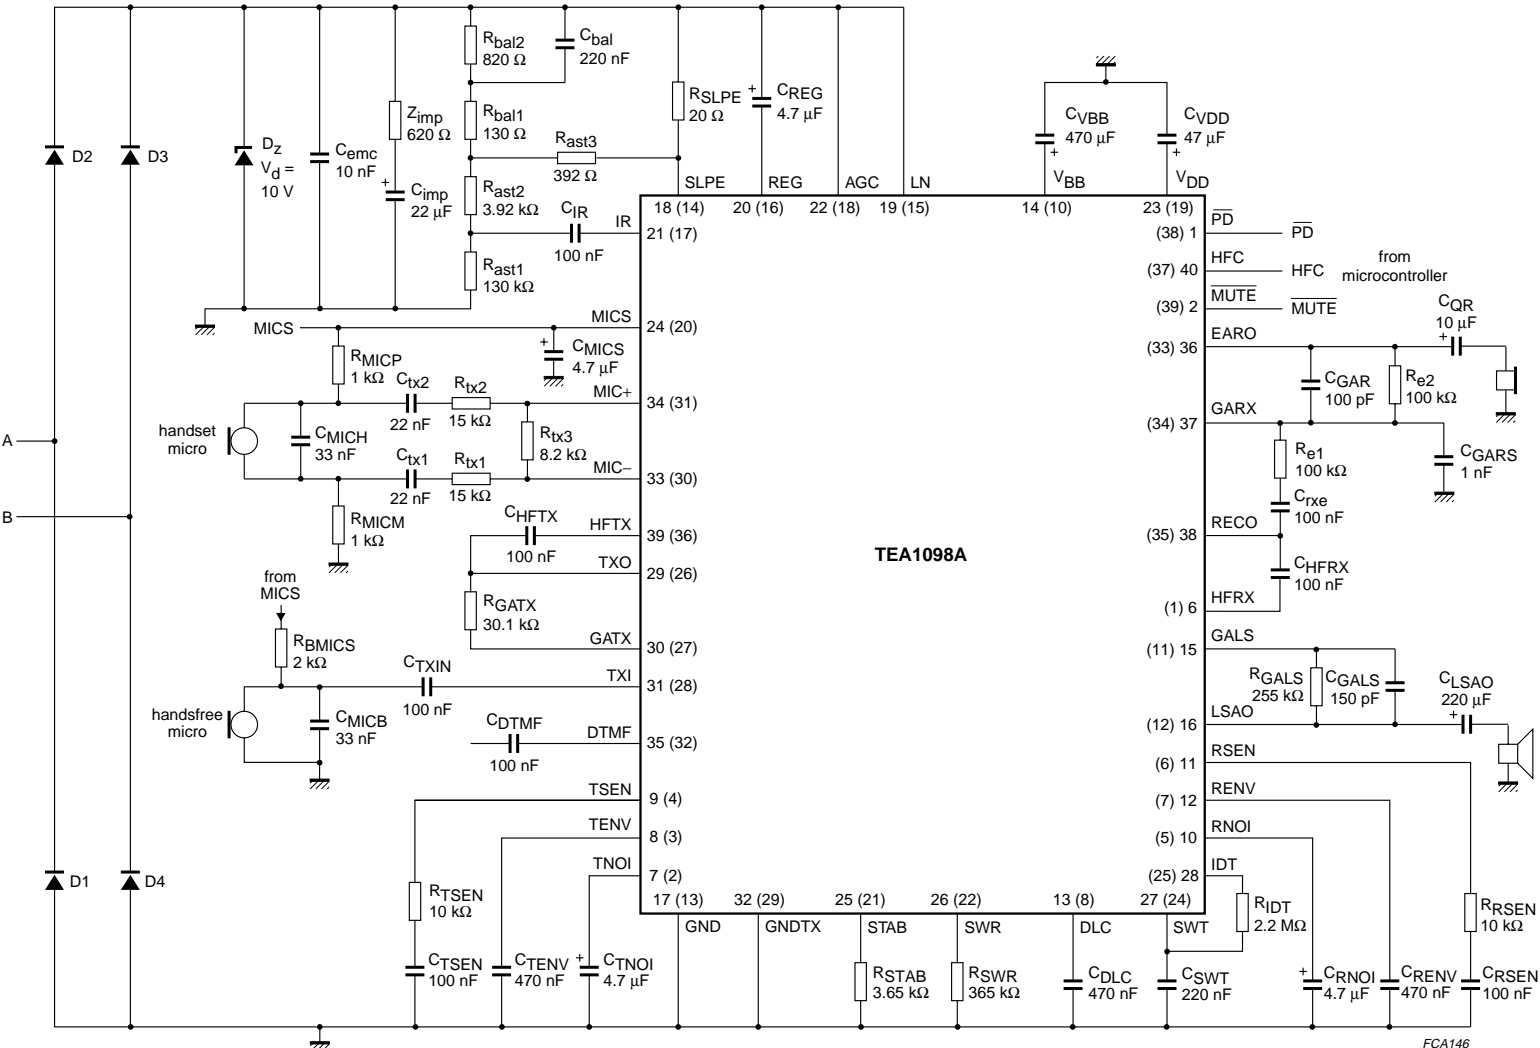 Rbal2
820 Ω
Cbal
220 nF
RSLPE
20 Ω
CREG
4.7 µF
+
CVBB
470 µF
+
CVDD
47 µF
+
D2
D3
Dz
Vd =
10 V
Cemc
10 nF
Zimp
620 Ω
Cimp
22 µF
+
Rbal1
130 Ω
Rast3
392 Ω
Rast2
3.92 kΩ
CIR
100 nF
Rast1
130 kΩ
SLPE
REG
AGC
LN
VBB
VDD
18 (14)
20 (16)
22 (18)
19 (15)
14 (10)
23 (19)
IR
21 (17)
MICS
MICS
24 (20)
CMICS
4.7 µF
+
RMICP
1 kΩ
Ctx2
22 nF
Rtx2
15 kΩ
MIC+
34 (31)
handset
micro
CMICH
33 nF
Rtx3
8.2 kΩ
A
Ctx1
22 nF
Rtx1
15 kΩ
MIC−
33 (30)
B
RMICM
1 kΩ
CHFTX
100 nF
HFTX
39 (36)
TXO
29 (26)
RGATX
30.1 kΩ
GATX
30 (27)
from
MICS
RBMICS
2 kΩ
CTXIN
100 nF
TXI
31 (28)
handsfree
micro
CMICB
33 nF
CDTMF
100 nF
DTMF
35 (32)
TSEN
9 (4)
TENV
8 (3)
TNOI
7 (2)
D1
D4
RTSEN
10 kΩ
CTSEN
100 nF
CTENV
470 nF
CTNOI
4.7 µF
+
TEA1098A
PD
(38) 1
PD
HFC
(37) 40
HFC
from
microcontroller
MUTE
(39) 2
MUTE
EARO
(33) 36
CQR
10 µF
+
CGAR
100 pF
Re2
100 kΩ
GARX
(34) 37
Re1
100 kΩ
CGARS
1 nF
Crxe
100 nF
RECO
(35) 38
CHFRX
100 nF
HFRX
(1) 6
GALS
(11) 15
RGALS
255 kΩ
CGALS
150 pF
CLSAO
220 µF
+
LSAO
(12) 16
RSEN
(6) 11
RENV
(7) 12
RNOI
(5) 10
IDT
(25) 28
17 (13)
32 (29)
25 (21)
26 (22)
13 (8)
27 (24)
GND
GNDTX
STAB
SWR
DLC
SWT
RIDT
2.2 MΩ
RRSEN
10 kΩ
RSTAB
3.65 kΩ
RSWR
365 kΩ
CDLC
470 nF
CSWT
220 nF
CRNOI
4.7 µF
+
CRENV
470 nF
CRSEN
100 nF
FCA146